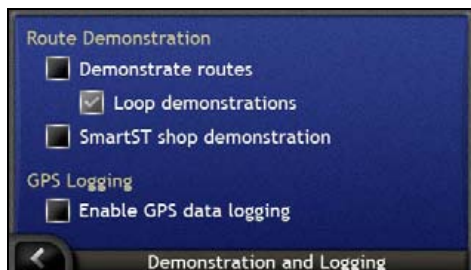 Route Demonstration
Demonstrate routes
Loop demonstrations
SmartST shop demonstration
GPS Logging
Enable GPS data logging
Demonstration and Logging